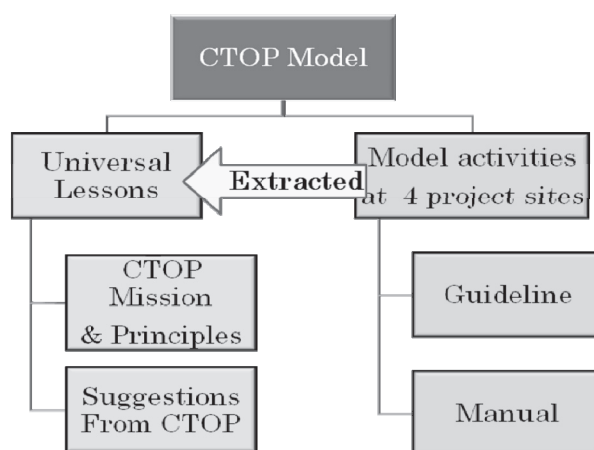 CTOP Model
Universal
Lessons
Extracted
Model activities
at 4 project sites
CTOP
Mission
& Principles
Suggestions
From CTOP
Guideline
Manual